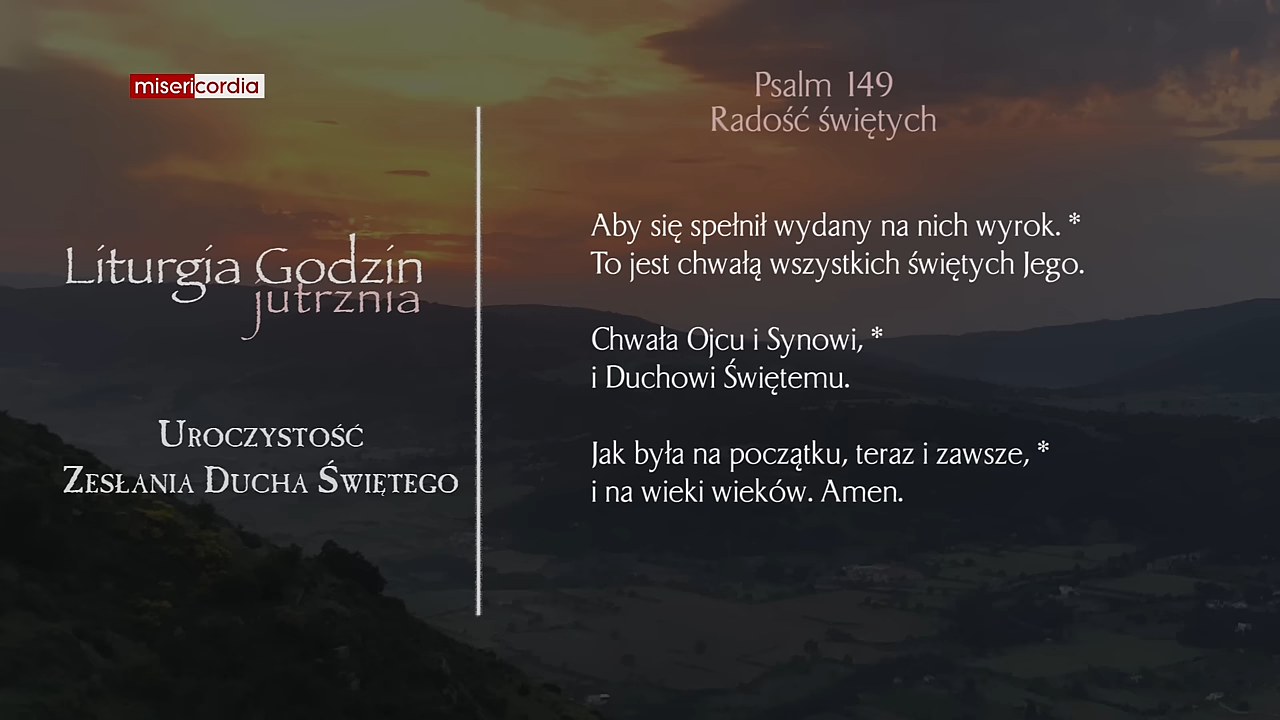 misericordia
Liturgia Godzin
jutrznia
Uroczystość
Zesłania Ducha Świętego
Psalm 149
Radość świętych
Aby się spełnił wydany na nich wyrok. *
To jest chwałą wszystkich świętych Jego.
Chwała Ojcu i Synowi, *
i Duchowi Świętemu.
Jak była na początku, teraz i zawsze, *
i na wieki wieków. Amen.